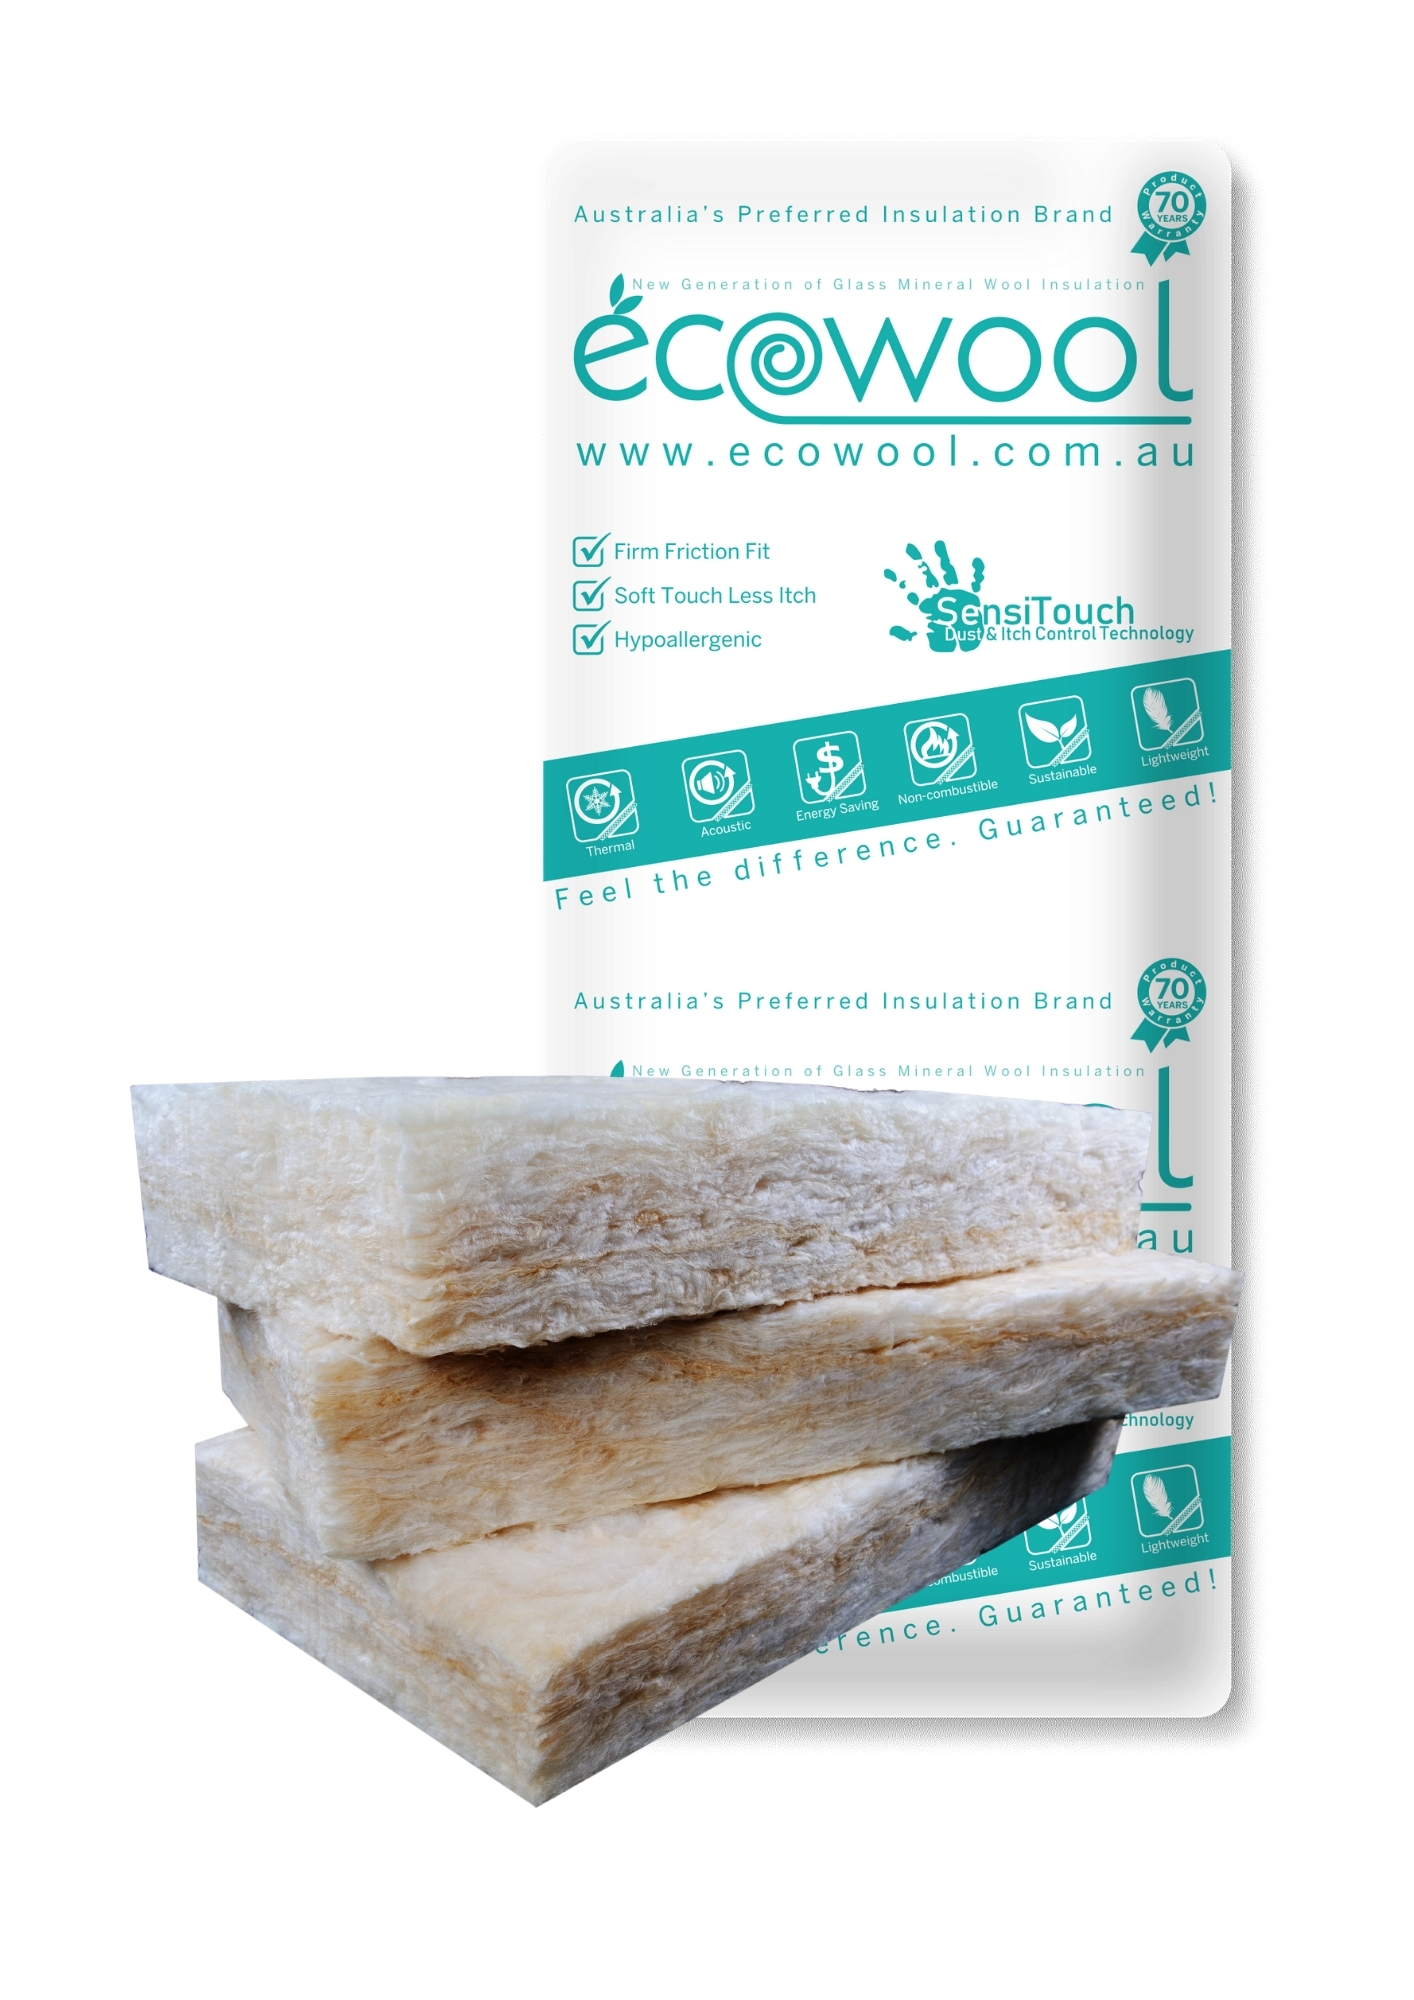 Australia's Preferred Insulation Brand
Product
70
YEARS
Warranty
New Generation of Glass Mineral Wool Insulation
ecowool
www.ecowool.com.au
Firm Friction Fit
Soft Touch Less Itch
Hypoallergenic
SensiTouch
Dust & Itch Control Technology
Thermal
Acoustic
$
Energy Saving
Non-combustible
Sustainable
Lightweight
Feel the difference. Guaranteed!
Australia's Preferred Insulation Brand
Product
70
YEARS
Warranty
New Generation of Glass Mineral Wool Insulation
l
au
chnology
combustible
Sustainable
Lightweight
erence. Guaranteed!